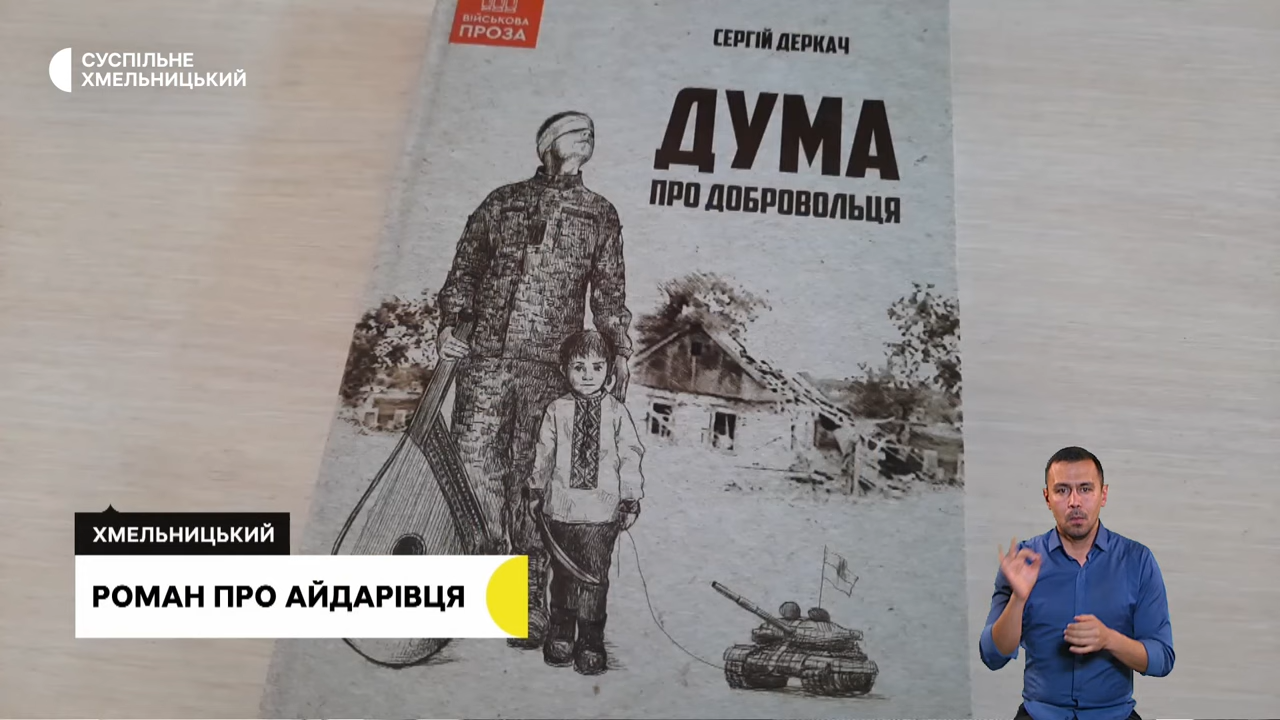 СУСПІЛЬНЕ
ХМЕЛЬНИЦЬКИЙ
ВІЙСЬКОВА
ПРОЗА
СЕРГІЙ ДЕРКАЧ
ДУМА
ПРО ДОБРОВОЛЬЦЯ
ХМЕЛЬНИЦЬКИЙ
РОМАН ПРО АЙДАРІВЦЯ